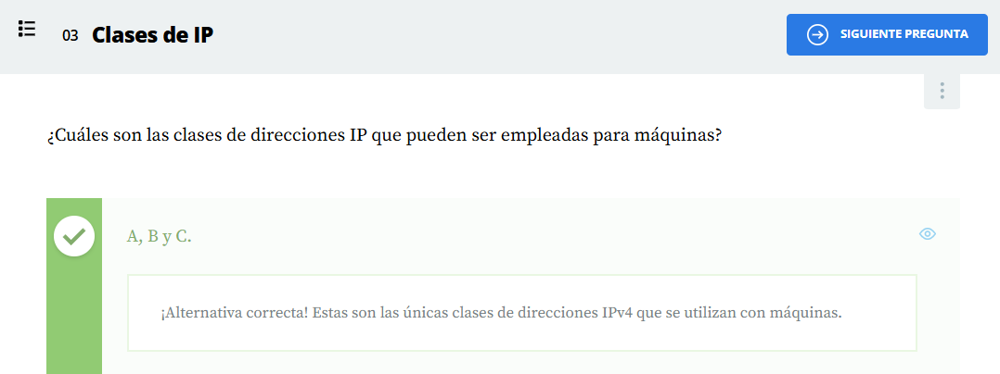 03 Clases de IP
SIGUIENTE PREGUNTA
¿Cuáles son las clases de direcciones IP que pueden ser empleadas para máquinas?
A, B y C.
¡Alternativa correcta! Estas son las únicas clases de direcciones IPv4 que se utilizan con máquinas.